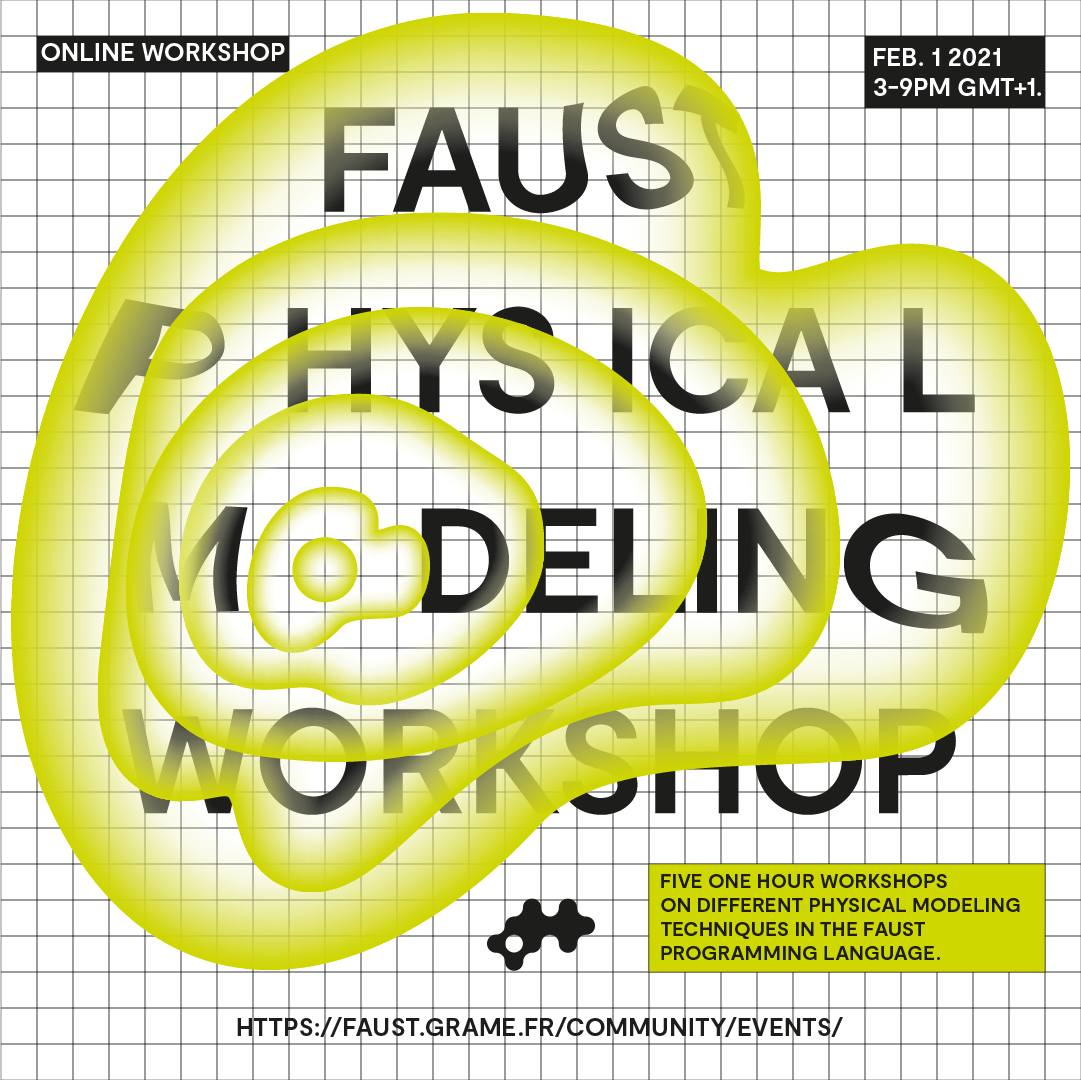 ONLINE WORKSHOP
FEB. 1 2021
3-9PM GMT+1.
FAUST
PHYSICAL
MODELING
WORKSHOP
FIVE ONE HOUR WORKSHOPS
ON DIFFERENT PHYSICAL MODELING
TECHNIQUES IN THE FAUST
PROGRAMMING LANGUAGE.
HTTPS://FAUST.GRAME.FR/COMMUNITY/EVENTS/